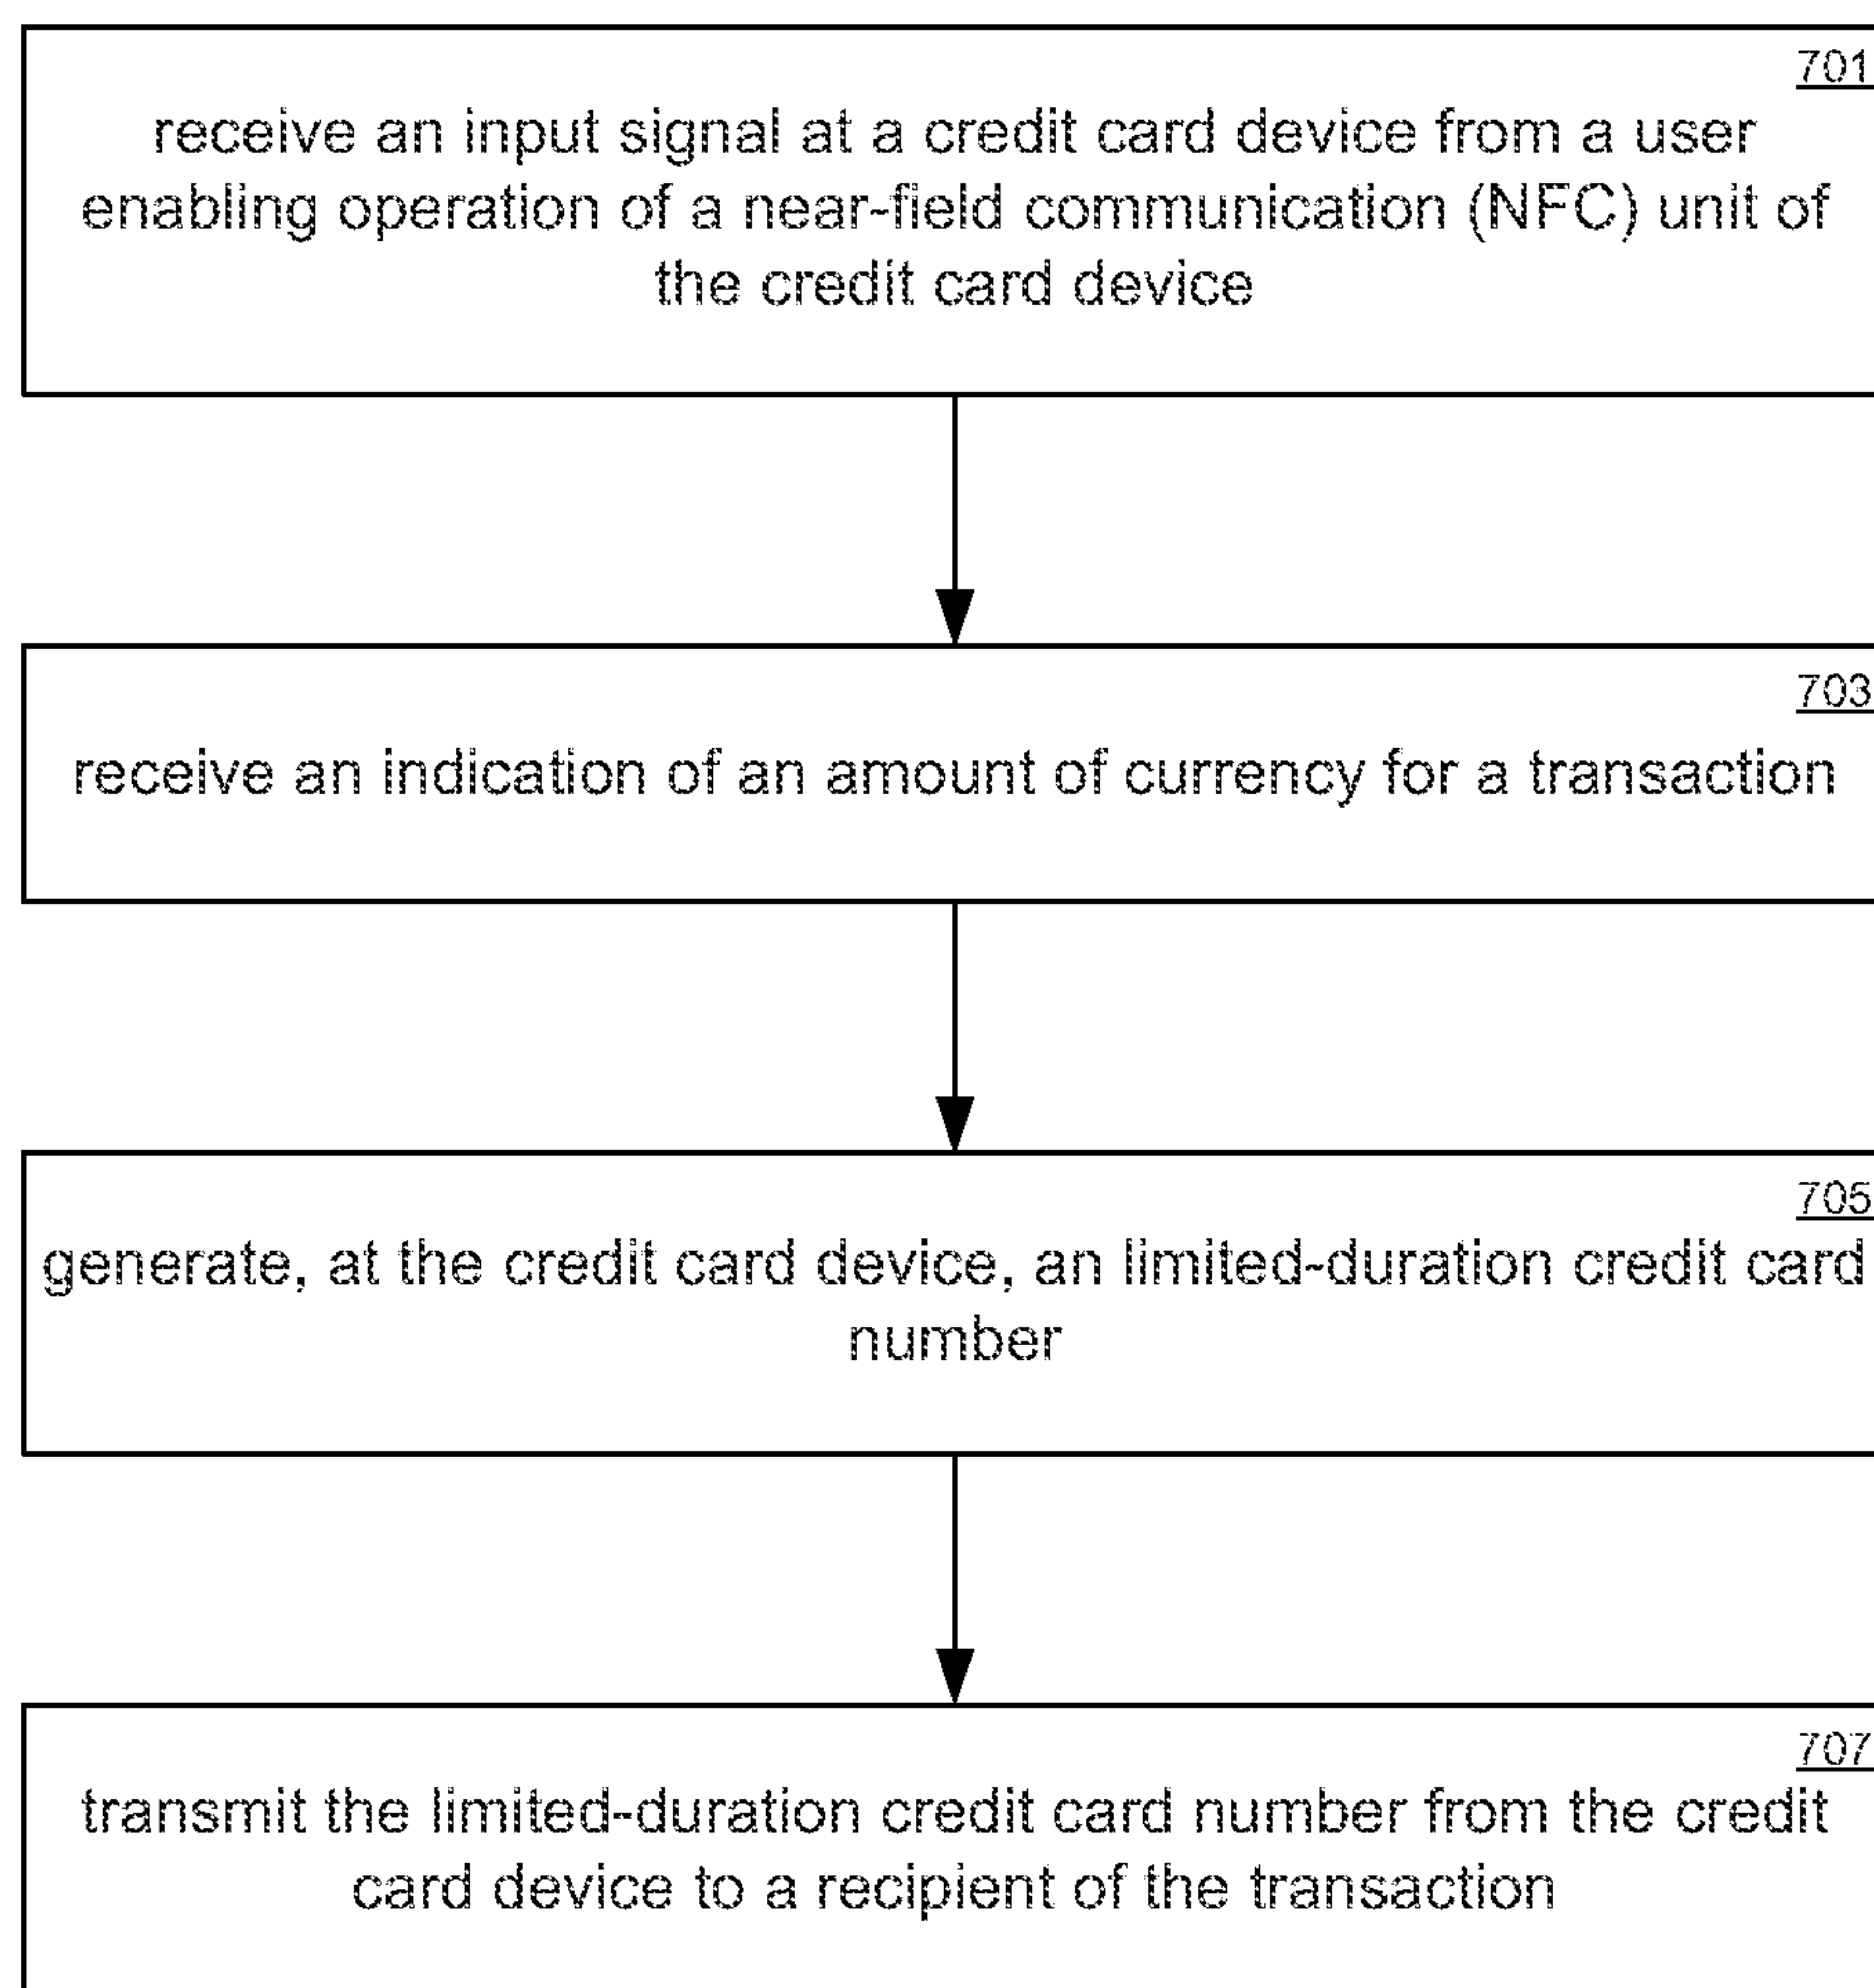 701
receive an input signal at a credit card device from a user
enabling operation of a near-field communication (NFC) unit of
the credit card device
703
receive an indication of an amount of currency for a transaction
705
generate, at the credit card device, an limited-duration credit card
number
707
transmit the limited-duration credit card number from the credit
card device to a recipient of the transaction